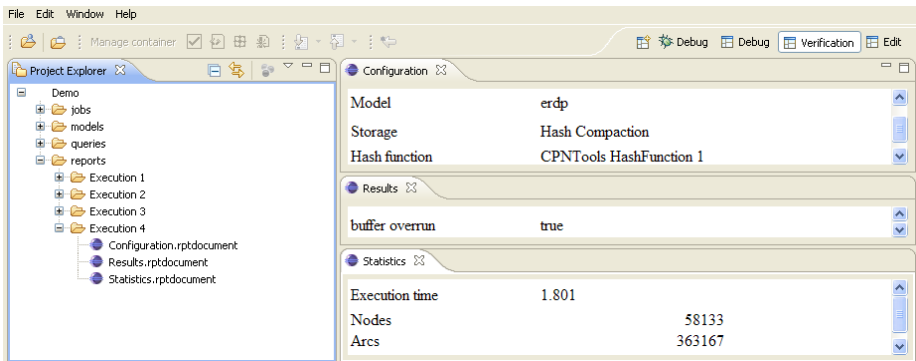 File Edit Window Help
Manage container
Debug Debug Verification Edit
Project Explorer
Demo
jobs
models
queries
reports
Execution 1
Execution 2
Execution 3
Execution 4
Configuration.rptdocument
Results.rptdocument
Statistics.rptdocument
Configuration
Model erdp
Storage Hash Compaction
Hash function CPNTools HashFunction 1
Results
buffer overrun true
Statistics
Execution time 1.801
Nodes 58133
Arcs 363167